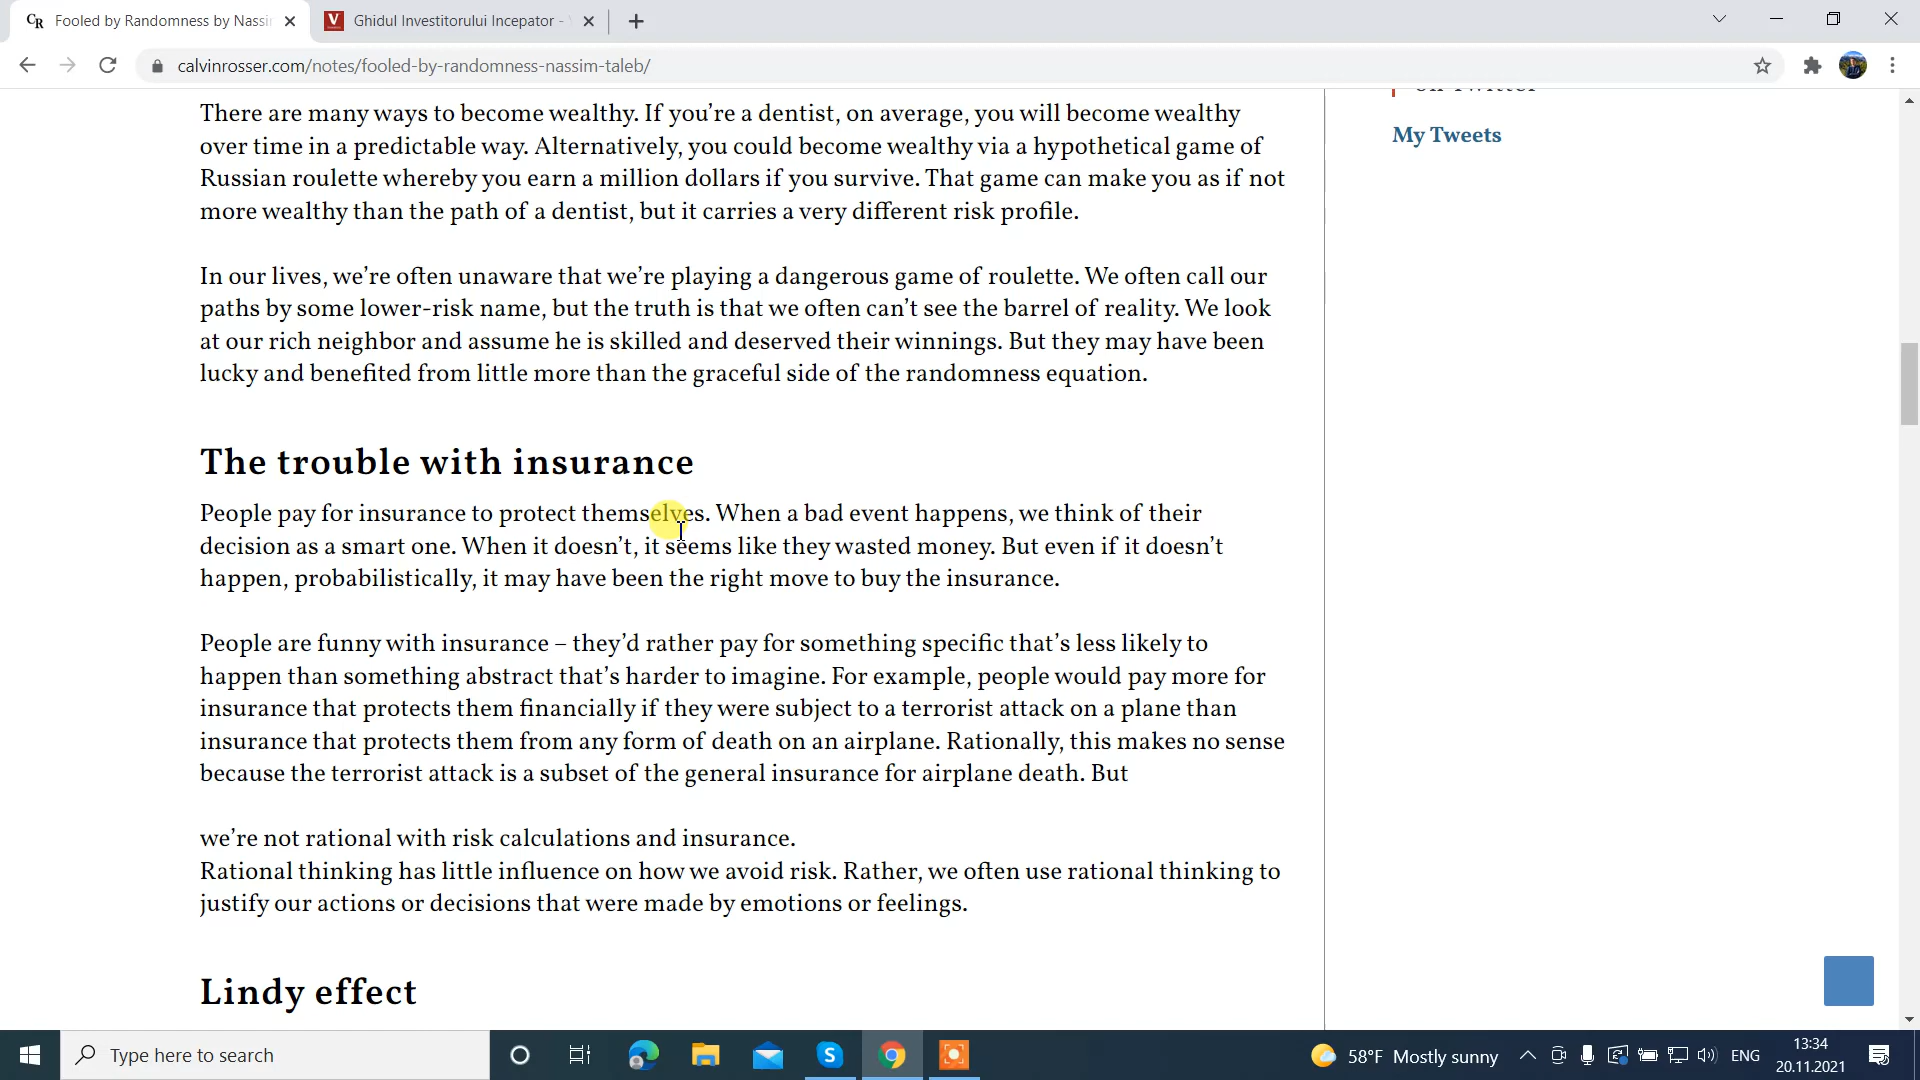 CR Fooled by Randomness by Nassin
V Ghidul Investitorului Incepator -
calvinrosser.com/notes/fooled-by-randomness-nassim-taleb/
There are many ways to become wealthy. If you’re a dentist, on average, you will become wealthy
over time in a predictable way. Alternatively, you could become wealthy via a hypothetical game of
Russian roulette whereby you earn a million dollars if you survive. That game can make you as if not
more wealthy than the path of a dentist, but it carries a very different risk profile.
In our lives, we’re often unaware that we’re playing a dangerous game of roulette. We often call our
paths by some lower-risk name, but the truth is that we often can’t see the barrel of reality. We look
at our rich neighbor and assume he is skilled and deserved their winnings. But they may have been
lucky and benefited from little more than the graceful side of the randomness equation.
The trouble with insurance
People pay for insurance to protect themselves. When a bad event happens, we think of their
decision as a smart one. When it doesn’t, it seems like they wasted money. But even if it doesn’t
happen, probabilistically, it may have been the right move to buy the insurance.
People are funny with insurance – they’d rather pay for something specific that’s less likely to
happen than something abstract that’s harder to imagine. For example, people would pay more for
insurance that protects them financially if they were subject to a terrorist attack on a plane than
insurance that protects them from any form of death on an airplane. Rationally, this makes no sense
because the terrorist attack is a subset of the general insurance for airplane death. But
we’re not rational with risk calculations and insurance.
Rational thinking has little influence on how we avoid risk. Rather, we often use rational thinking to
justify our actions or decisions that were made by emotions or feelings.
Lindy effect
on Twitter
My Tweets
Type here to search
S
58°F Mostly sunny
ENG
13:34
20.11.2021